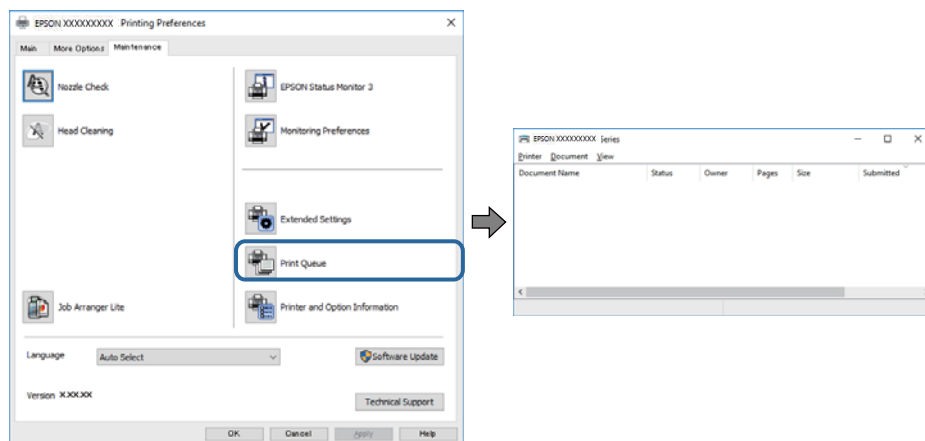 EPSON XXXXXXXXX Printing Preferences
Main More Options Maintenance
Nozzle Check
EPSON Status Monitor 3
Head Cleaning
Monitoring Preferences
Extended Settings
Print Queue
Job Arranger Lite
Printer and Option Information
Language Auto Select
Software Update
Version X.XX.XX
Technical Support
OK Cancel Apply Help
EPSON XXXXXXXXX Series
Printer Document View
Document Name Status Owner Pages Size Submitted